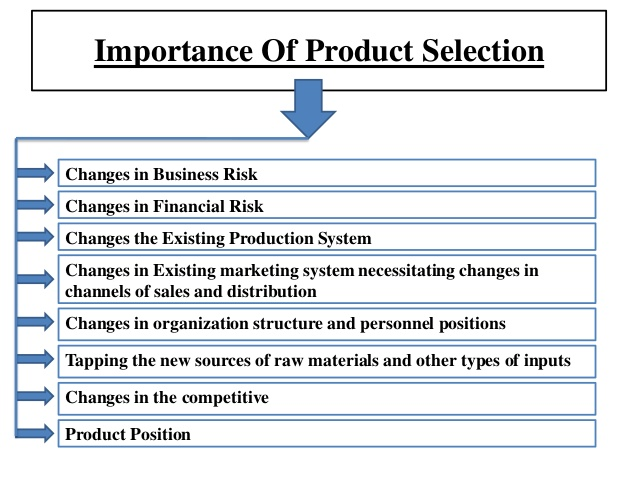 Importance Of Product Selection
Changes in Business Risk
Changes in Financial Risk
Changes the Existing Production System
Changes in Existing marketing system necessitating changes in
channels of sales and distribution
Changes in organization structure and personnel positions
Tapping the new sources of raw materials and other types of inputs
Changes in the competitive
Product Position